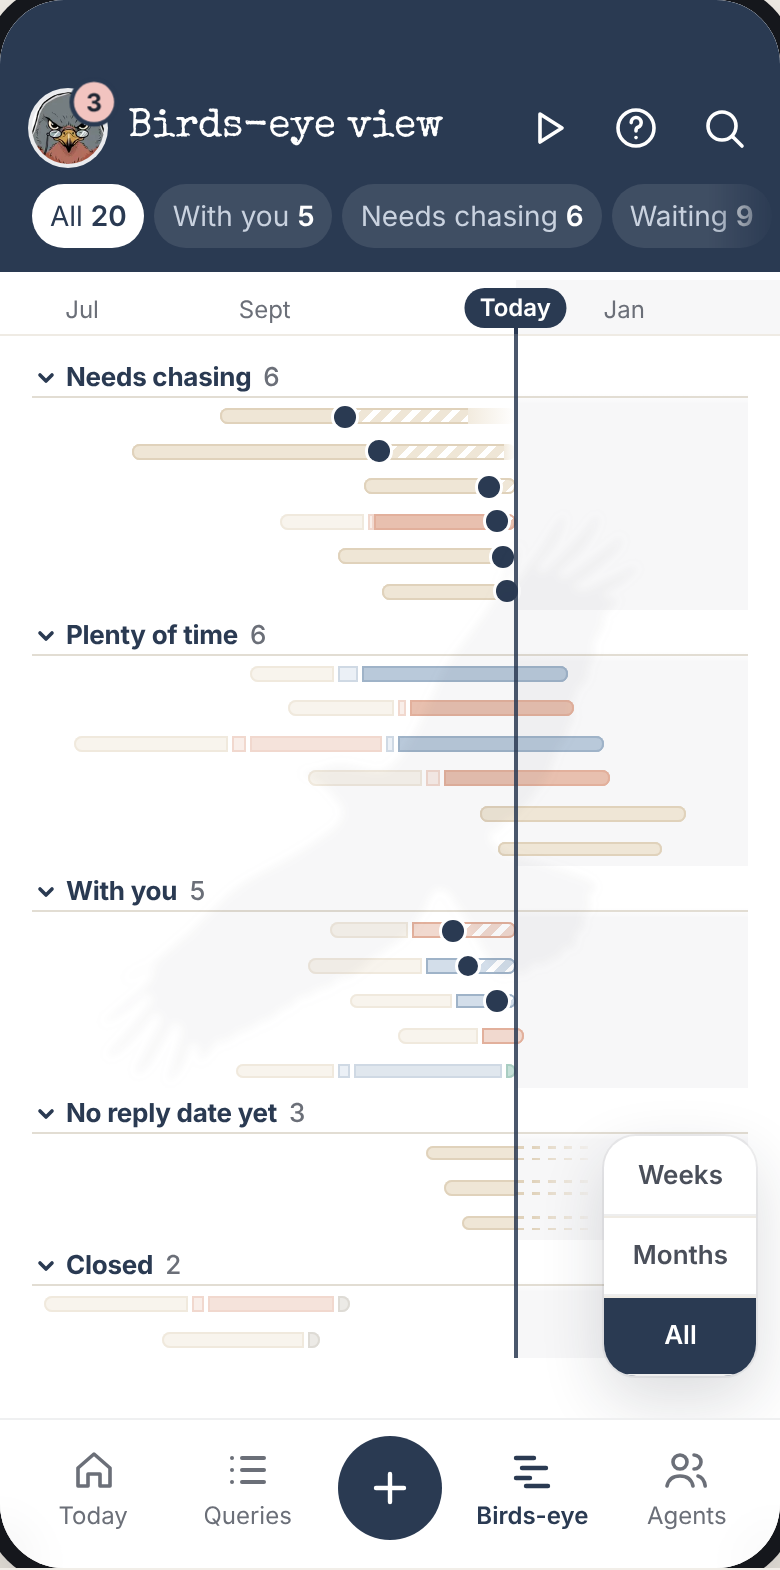 3
Birds-eye view
All 20
With you 5
Needs chasing 6
Waiting 9
Jul
Sept
Today
Jan
Needs chasing 6
Plenty of time 6
With you 5
No reply date yet 3
Closed 2
Weeks
Months
All
Today
Queries
Birds-eye
Agents